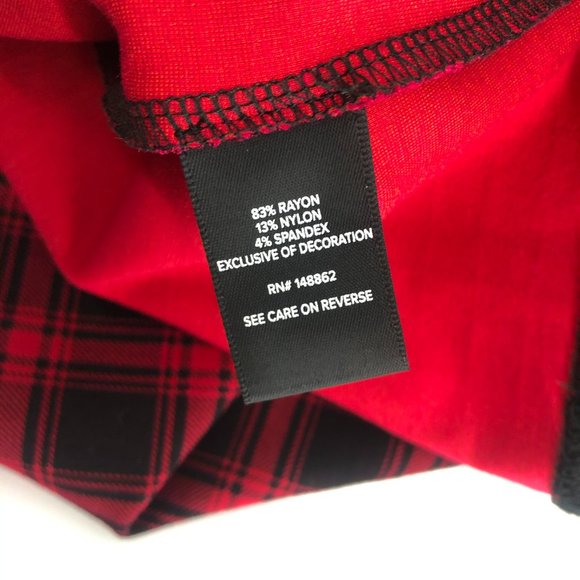 83% RAYON
13% NYLON
4% SPANDEX
EXCLUSIVE OF DECORATION
RN# 148862
SEE CARE ON REVERSE